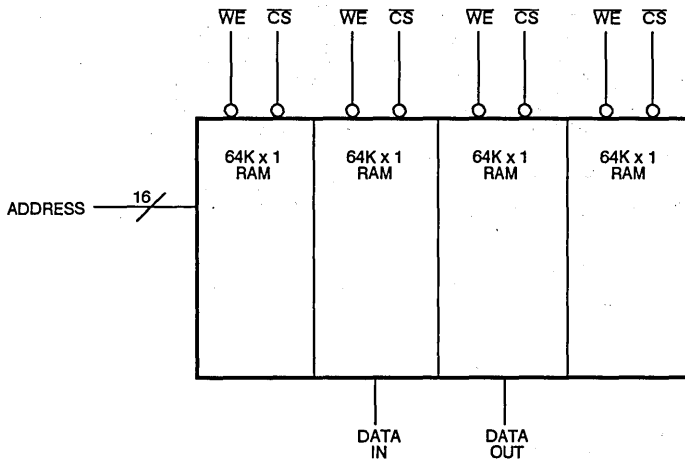 WE CS WE CS WE CS WE CS
64K x 1 64K x 1 64K x 1 64K x 1
RAM RAM RAM RAM
16
ADDRESS
DATA DATA
IN OUT